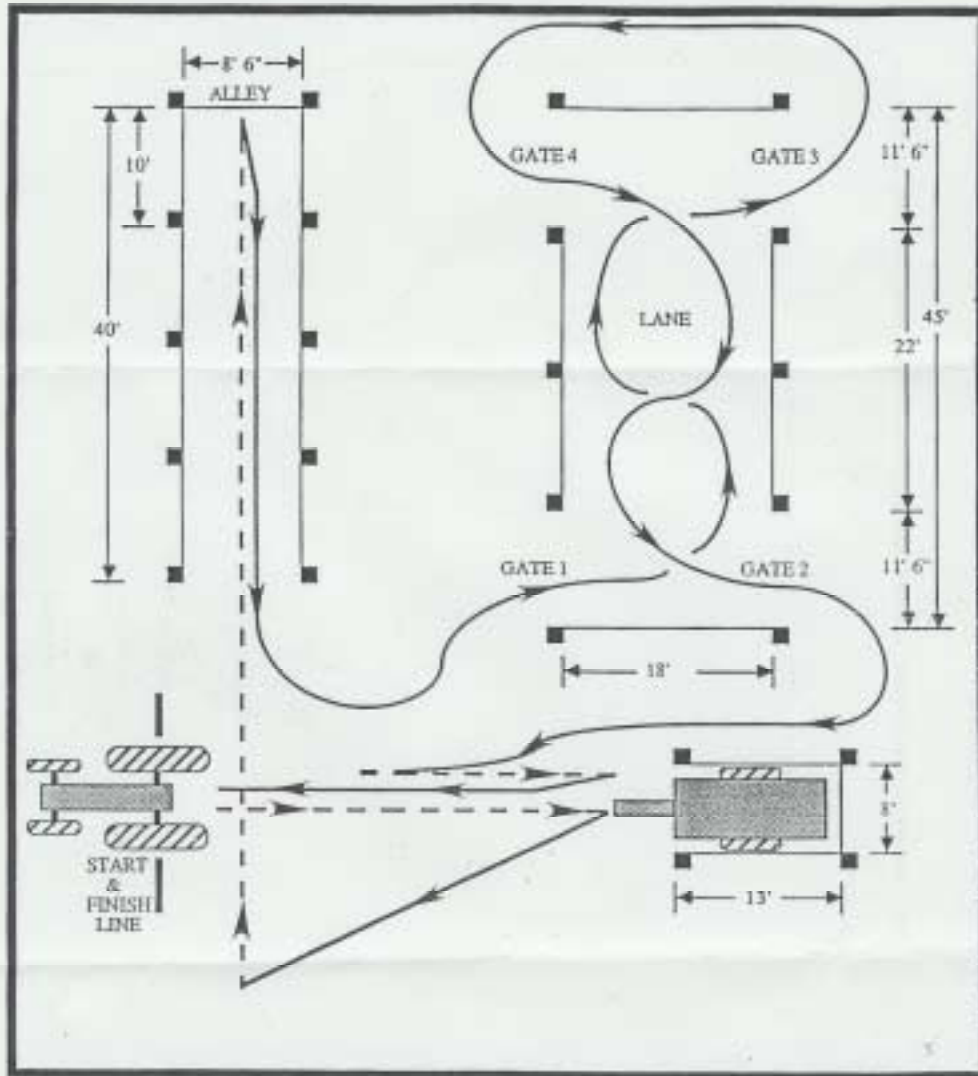 8' 6"
ALLEY
10'
40'
GATE 4
GATE 3
11' 6"
LANE
22'
45'
GATE 1
GATE 2
11' 6"
18'
START
&
FINISH
LINE
8'
13'